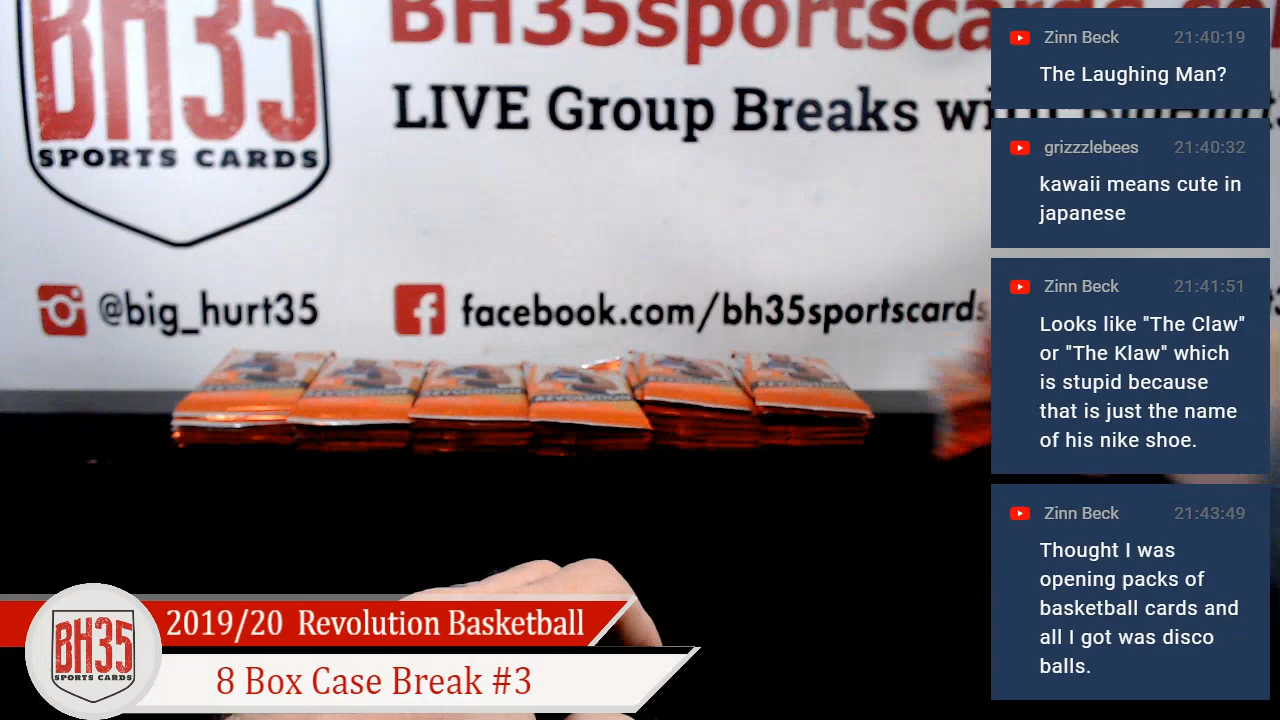 BH35
SPORTS CARDS
BH35sportsca
LIVE Group Breaks
@big_hurt35
facebook.com/bh35sportscards
Zinn Beck 21:40:19
The Laughing Man?
grizzzlebees 21:40:32
kawaii means cute in
japanese
Zinn Beck 21:41:51
Looks like "The Claw"
or "The Klaw" which
is stupid because
that is just the name
of his nike shoe.
Zinn Beck 21:43:49
Thought I was
opening packs of
basketball cards and
all I got was disco
balls.
BH35
SPORTS CARDS
2019/20 Revolution Basketball
8 Box Case Break #3